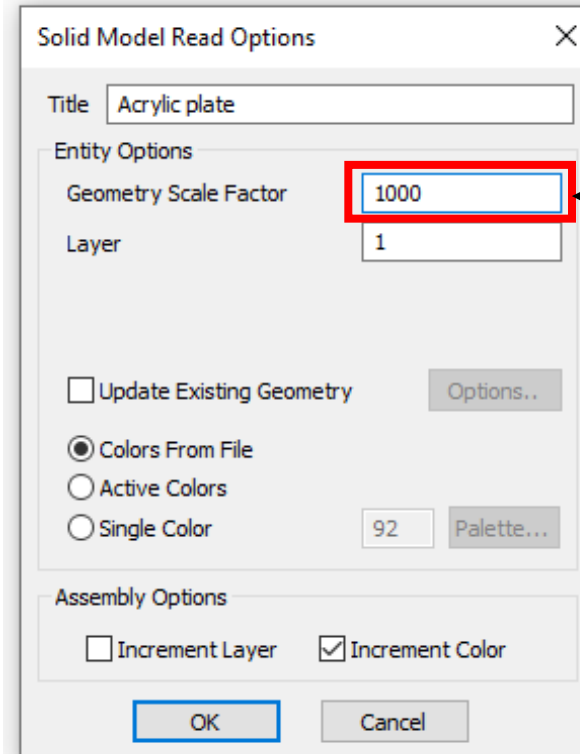 Solid Model Read Options
Title Acrylic plate
Entity Options
Geometry Scale Factor 1000
Layer 1
Update Existing Geometry Options..
Colors From File
Active Colors
Single Color 92 Palette...
Assembly Options
Increment Layer Increment Color
OK Cancel